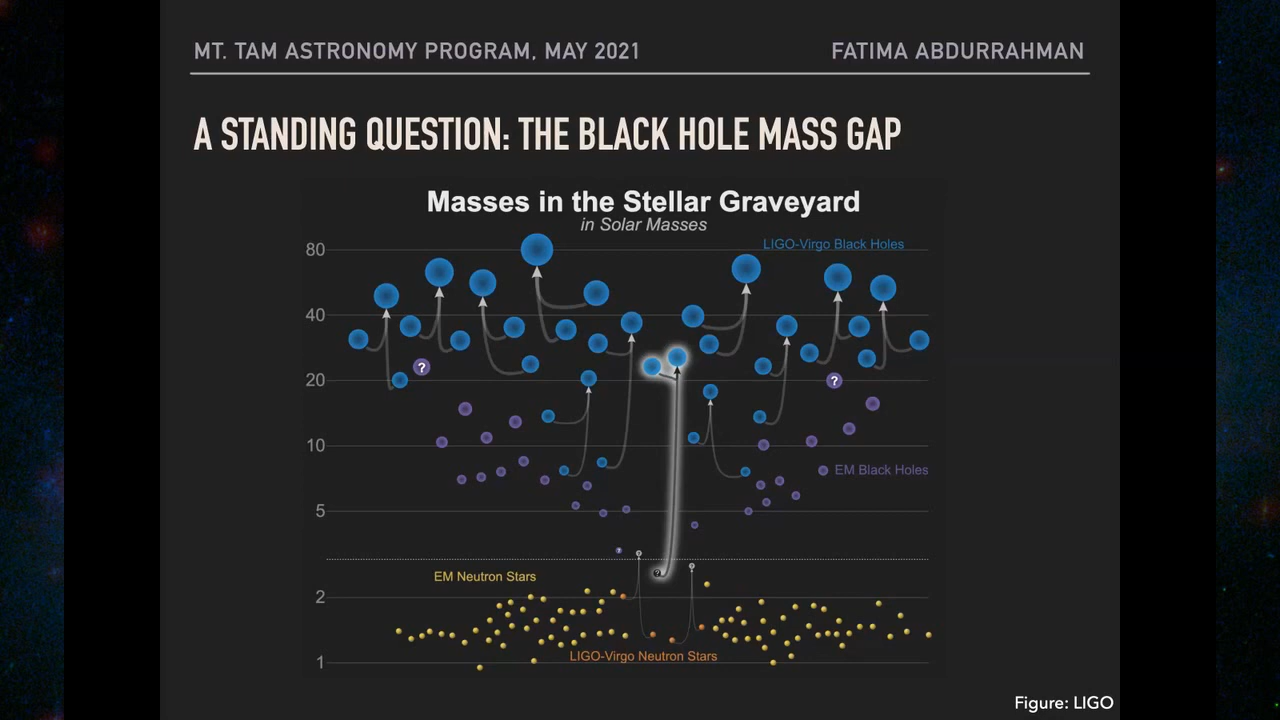 MT. TAM ASTRONOMY PROGRAM, MAY 2021
FATIMA ABDURRAHMAN
A STANDING QUESTION: THE BLACK HOLE MASS GAP
Masses in the Stellar Graveyard
in Solar Masses
LIGO-Virgo Black Holes
80
40
?
20
?
10
EM Black Holes
5
?
?
?
?
EM Neutron Stars
2
LIGO-Virgo Neutron Stars
1
Figure: LIGO